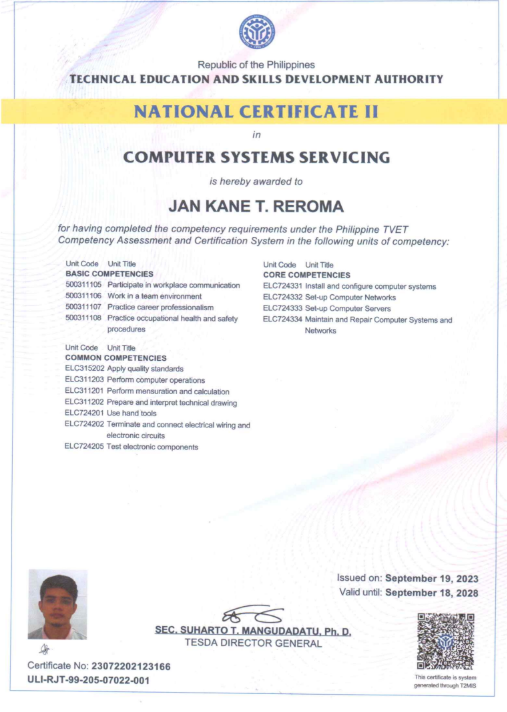 Republic of the Philippines
TECHNICAL EDUCATION AND SKILLS DEVELOPMENT AUTHORITY
NATIONAL CERTIFICATE II
in
COMPUTER SYSTEMS SERVICING
is hereby awarded to
JAN KANE T. REROMA
for having completed the competency requirements under the Philippine TVET
Competency Assessment and Certification System in the following units of competency:
Unit Code Unit Title
BASIC COMPETENCIES
500311105 Participate in workplace communication
500311106 Work in a team environment
500311107 Practice career professionalism
500311108 Practice occupational health and safety
procedures
Unit Code Unit Title
COMMON COMPETENCIES
ELC315202 Apply quality standards
ELC311203 Perform computer operations
ELC311201 Perform mensuration and calculation
ELC311202 Prepare and interpret technical drawing
ELC724201 Use hand tools
ELC724202 Terminate and connect electrical wiring and
electronic circuits
ELC724205 Test electronic components
Unit Code Unit Title
CORE COMPETENCIES
ELC724331 Install and configure computer systems
ELC724332 Set-up Computer Networks
ELC724333 Set-up Computer Servers
ELC724334 Maintain and Repair Computer Systems and
Networks
Issued on: September 19, 2023
Valid until: September 18, 2028
SEC. SUHARTO T. MANGUDADATU, Ph. D.
TESDA DIRECTOR GENERAL
Certificate No: 23072202123166
ULI-RJT-99-205-07022-001
This certificate is system
generated through T2MIS